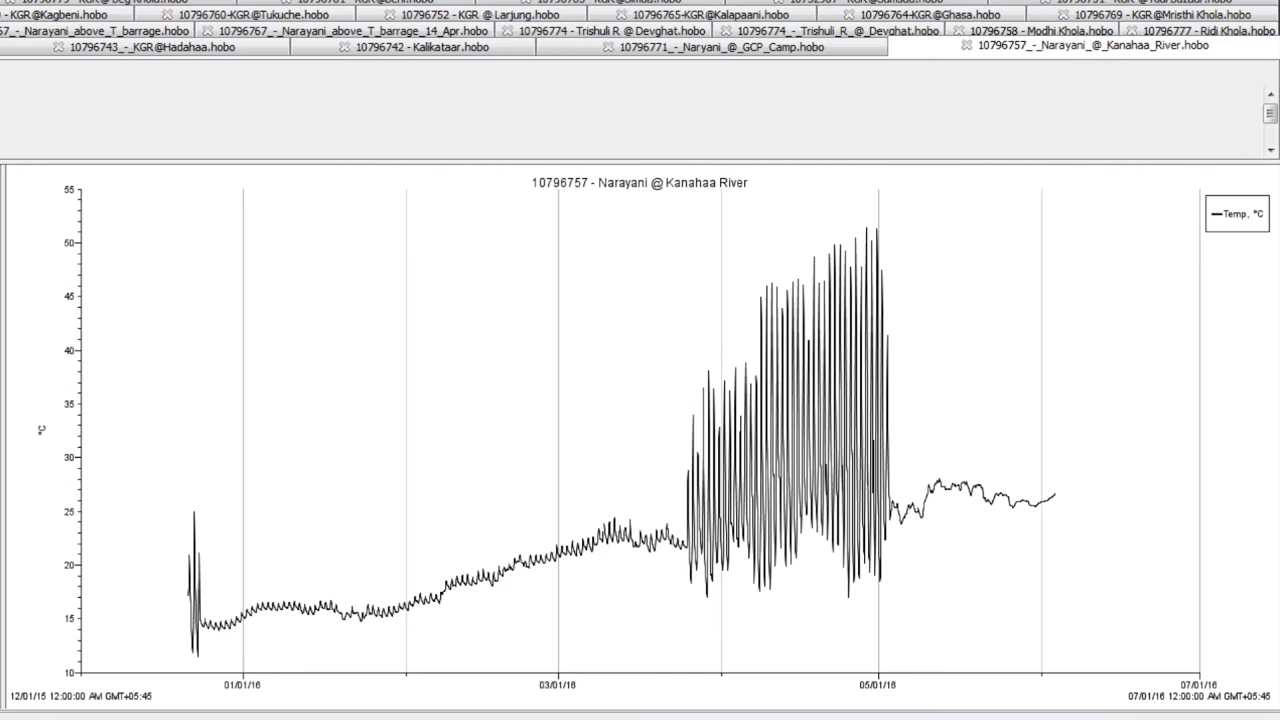 - KGR@Kagbeni.hobo 10796760-KGR@Tukuche.hobo 10796752 - KGR @ Larjung.hobo 10796765-KGR@Kalapaani.hobo 10796764-KGR@Ghasa.hobo 10796769 - KGR@Mristhi Khola.hobo
67_-_Narayani_above_T_barrage.hobo 10796767_-_Narayani_above_T_barrage_14_Apr.hobo 10796774 - Trishuli R @ Devghat.hobo 10796774_-_Trishuli_R_@_Devghat.hobo 10796758 - Modhi Khola.hobo 10796777 - Ridi Khola.hobo
10796743_-_KGR@Hadahaa.hobo 10796742 - Kalikataar.hobo 10796771_-_Naryani_@_GCP_Camp.hobo 10796757_-_Narayani_@_Kanahaa_River.hobo
10796757 - Narayani @ Kanahaa River
Temp, °C
55
50
45
40
35
30
25
20
15
10
°C
01/01/16 03/01/16 05/01/16 07/01/16
12/01/15 12:00:00 AM GMT+05:45 07/01/16 12:00:00 AM GMT+05:45